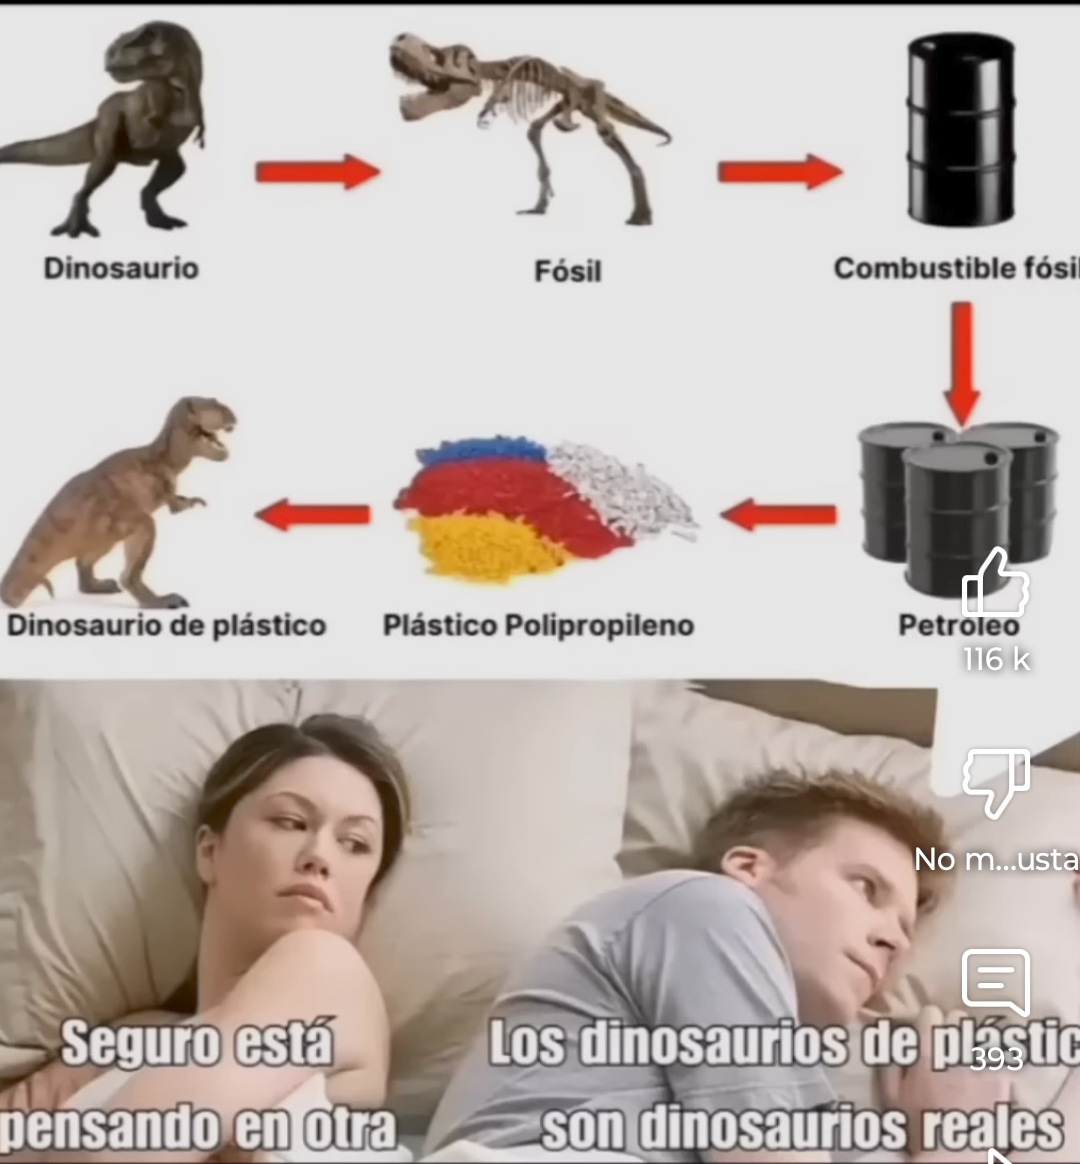 Dinosaurio
Fósil
Combustible fósil
Dinosaurio de plástico
Plástico Polipropileno
Petróleo
116 k
No m...usta
Seguro está
pensando en otra
Los dinosaurios de plástic
son dinosaurios reales
393